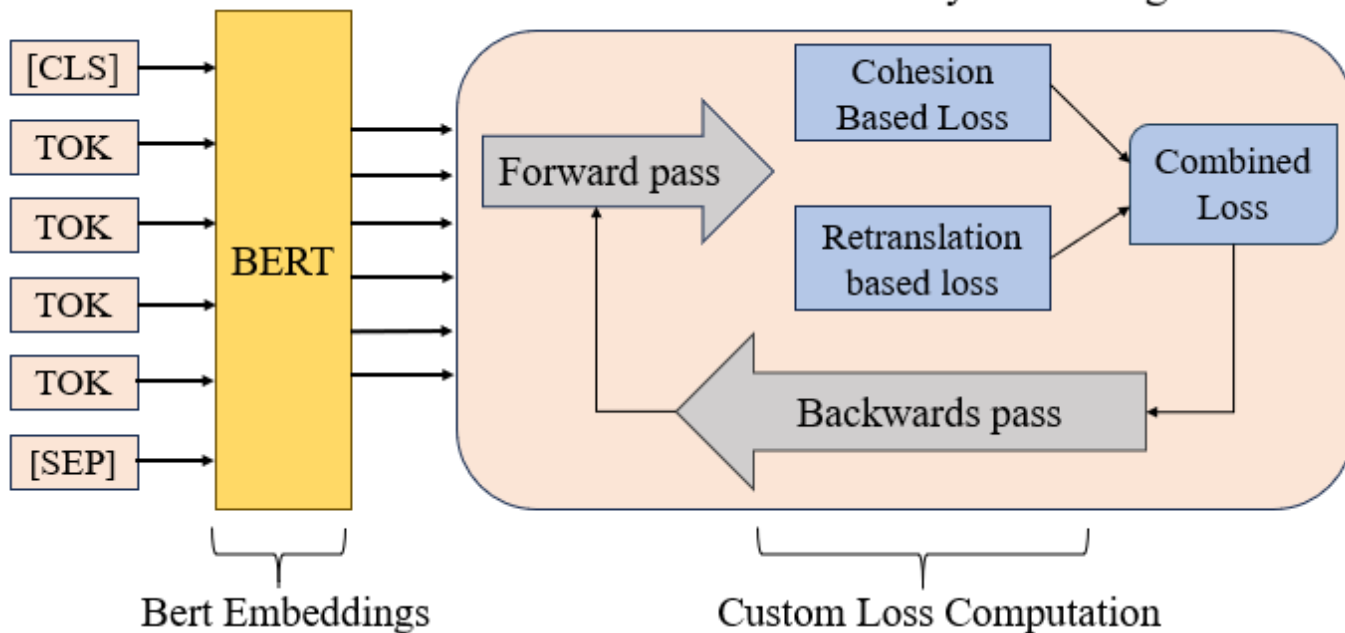 [CLS]
TOK
TOK
TOK
TOK
[SEP]
BERT
Forward pass
Cohesion
Based Loss
Retranslation
based loss
Combined
Loss
Backwards pass
Bert Embeddings
Custom Loss Computation